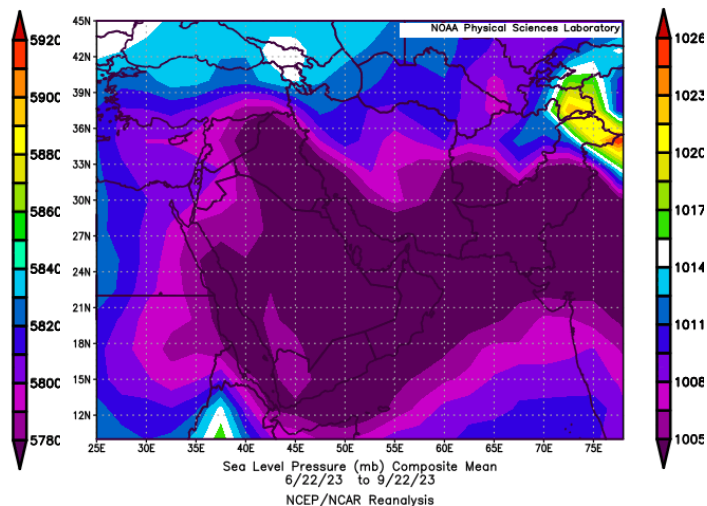 NOAA Physical Sciences Laboratory
45N
42N
39N
36N
33N
30N
27N
24N
21N
18N
15N
12N
25E 30E 35E 40E 45E 50E 55E 60E 65E 70E 75E
5920
5900
5880
5860
5840
5820
5800
5780
1026
1023
1020
1017
1014
1011
1008
1005
Sea Level Pressure (mb) Composite Mean
6/22/23 to 9/22/23
NCEP/NCAR Reanalysis